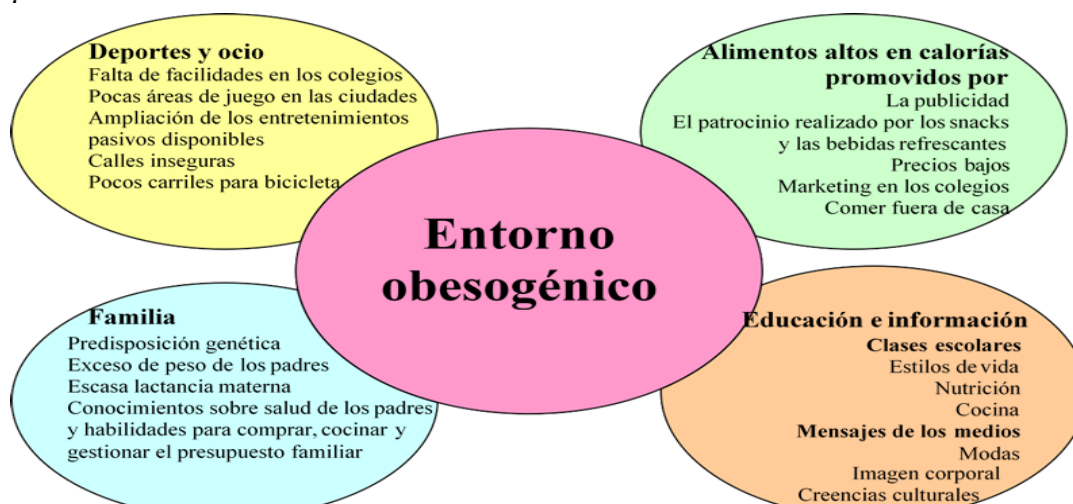 Deportes y ocio
Falta de facilidades en los colegios
Pocas áreas de juego en las ciudades
Ampliación de los entretenimientos
pasivos disponibles
Calles inseguras
Pocos carriles para bicicleta
Alimentos altos en calorías
promovidos por
La publicidad
El patrocinio realizado por los snacks
y las bebidas refrescantes
Precios bajos
Marketing en los colegios
Comer fuera de casa
Entorno
obesogénico
Familia
Predisposición genética
Exceso de peso de los padres
Escasa lactancia materna
Conocimientos sobre salud de los padres
y habilidades para comprar, cocinar y
gestionar el presupuesto familiar
Educación e información
Clases escolares
Estilos de vida
Nutrición
Cocina
Mensajes de los medios
Modas
Imagen corporal
Creencias culturales